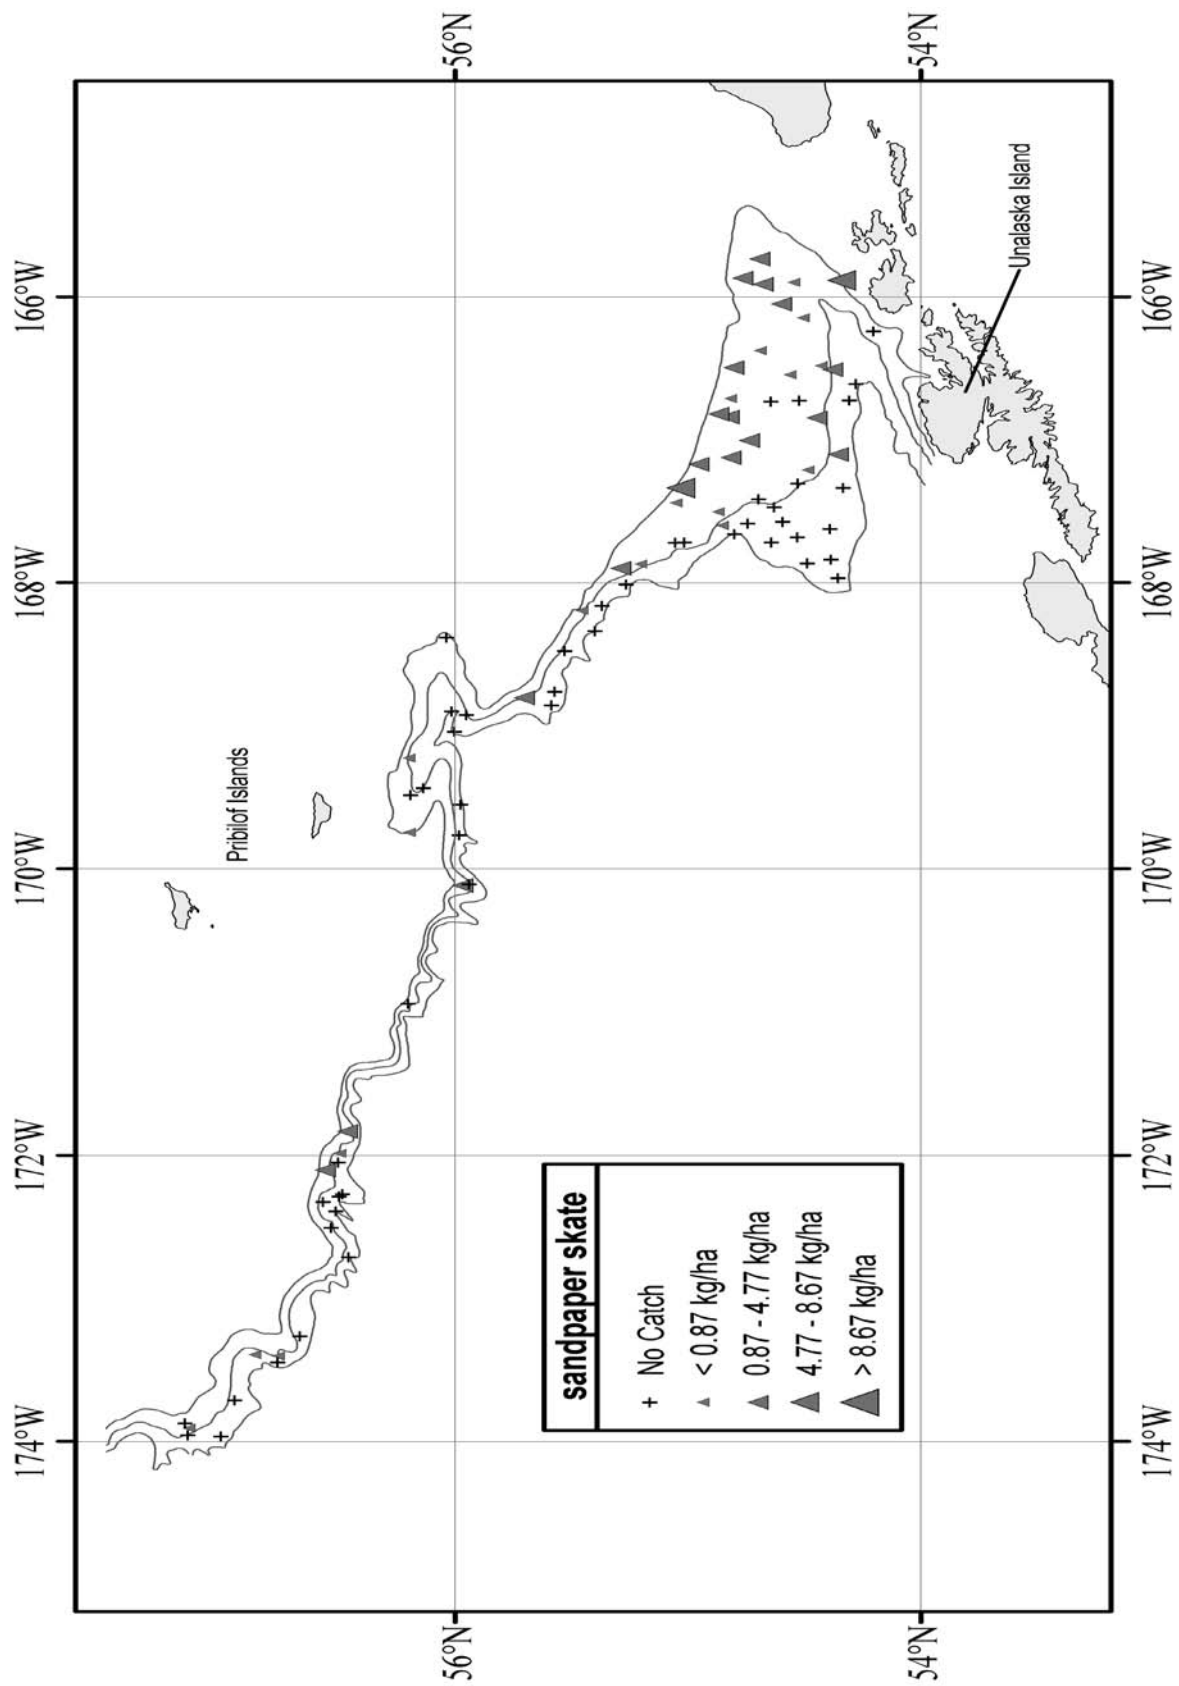 174°W 172°W 170°W 168°W 166°W
56°N 56°N
Pribilof Islands
sandpaper skate
No Catch
< 0.87 kg/ha
0.87 - 4.77 kg/ha
4.77 - 8.67 kg/ha
> 8.67 kg/ha
54°N 54°N
Unalaska Island
174°W 172°W 170°W 168°W 166°W